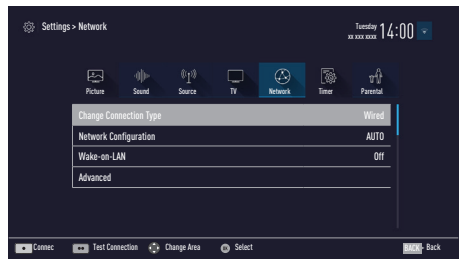 Settings > Network
Tuesday
xx xxx xxxx
14:00
Picture
Sound
Source
TV
Network
Timer
Parental
Change Connection Type Wired
Network Configuration AUTO
Wake-on-LAN Off
Advanced
Connec Test Connection Change Area Select BACK Back